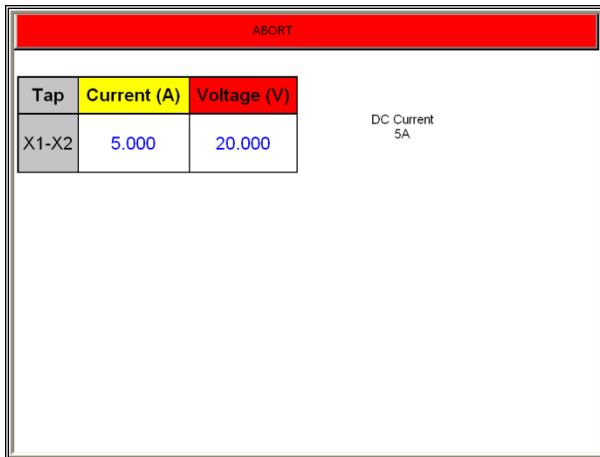 ABORT
Tap Current (A) Voltage (V)
X1-X2 5.000 20.000
DC Current
5A